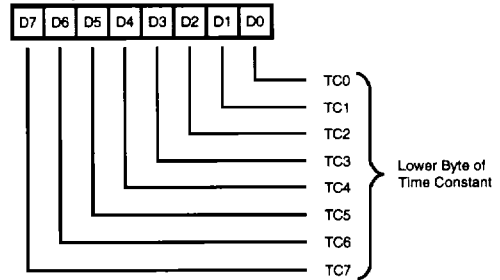 D7 D6 D5 D4 D3 D2 D1 D0
TC0
TC1
TC2
TC3
TC4
TC5
TC6
TC7
Lower Byte of
Time Constant